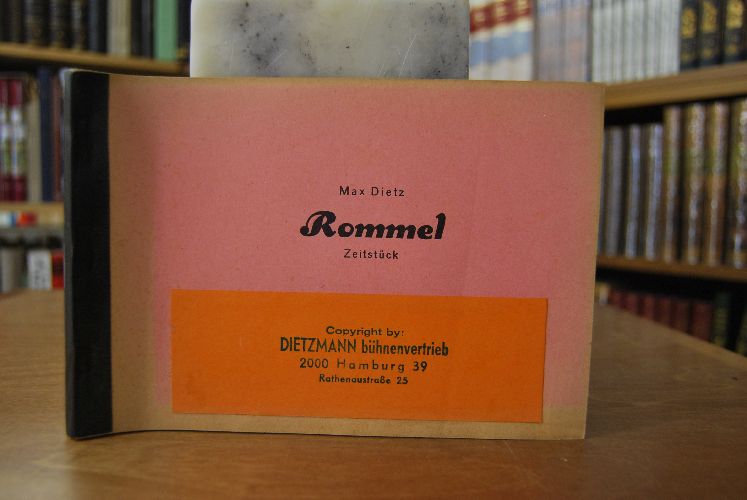 Max Dietz
Rommel
Zeitstück
Copyright by:
DIETZMANN bühnenvertrieb
2000 Hamburg 39
Rathenaustraße 25